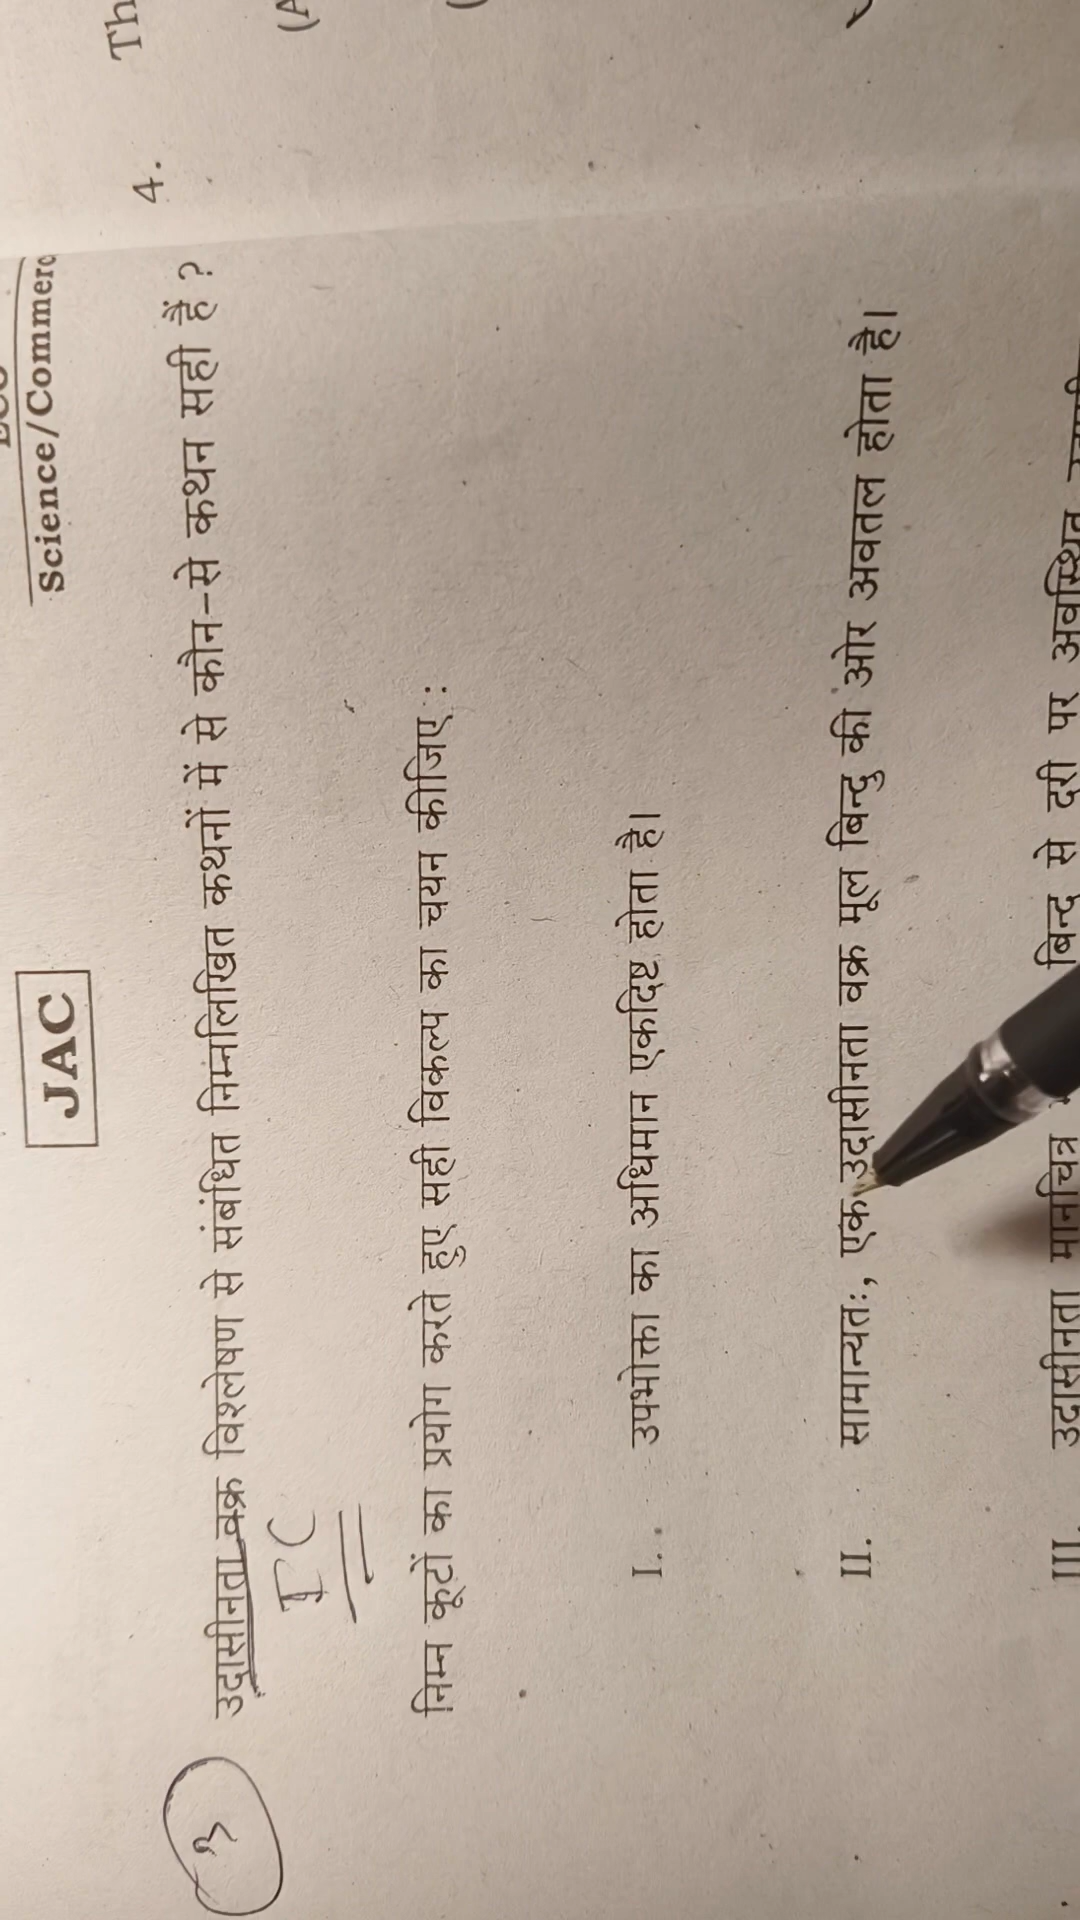 JAC
Science/Commerc
उदासीनता वक्र विश्लेषण से संबंधित निम्नलिखित कथनों में से कौन-से कथन सही हैं ?
IC
निम्न कूटों का प्रयोग करते हुए सही विकल्प का चयन कीजिए :
I. उपभोक्ता का अधिमान एकदिष्ट होता है।
II. सामान्यतः, एक उदासीनता वक्र मूल बिन्दु की ओर अवतल होता है।
III. उदासीनता मानचित्र बिन्दु से दूरी पर अवस्थित
4. Th
(A